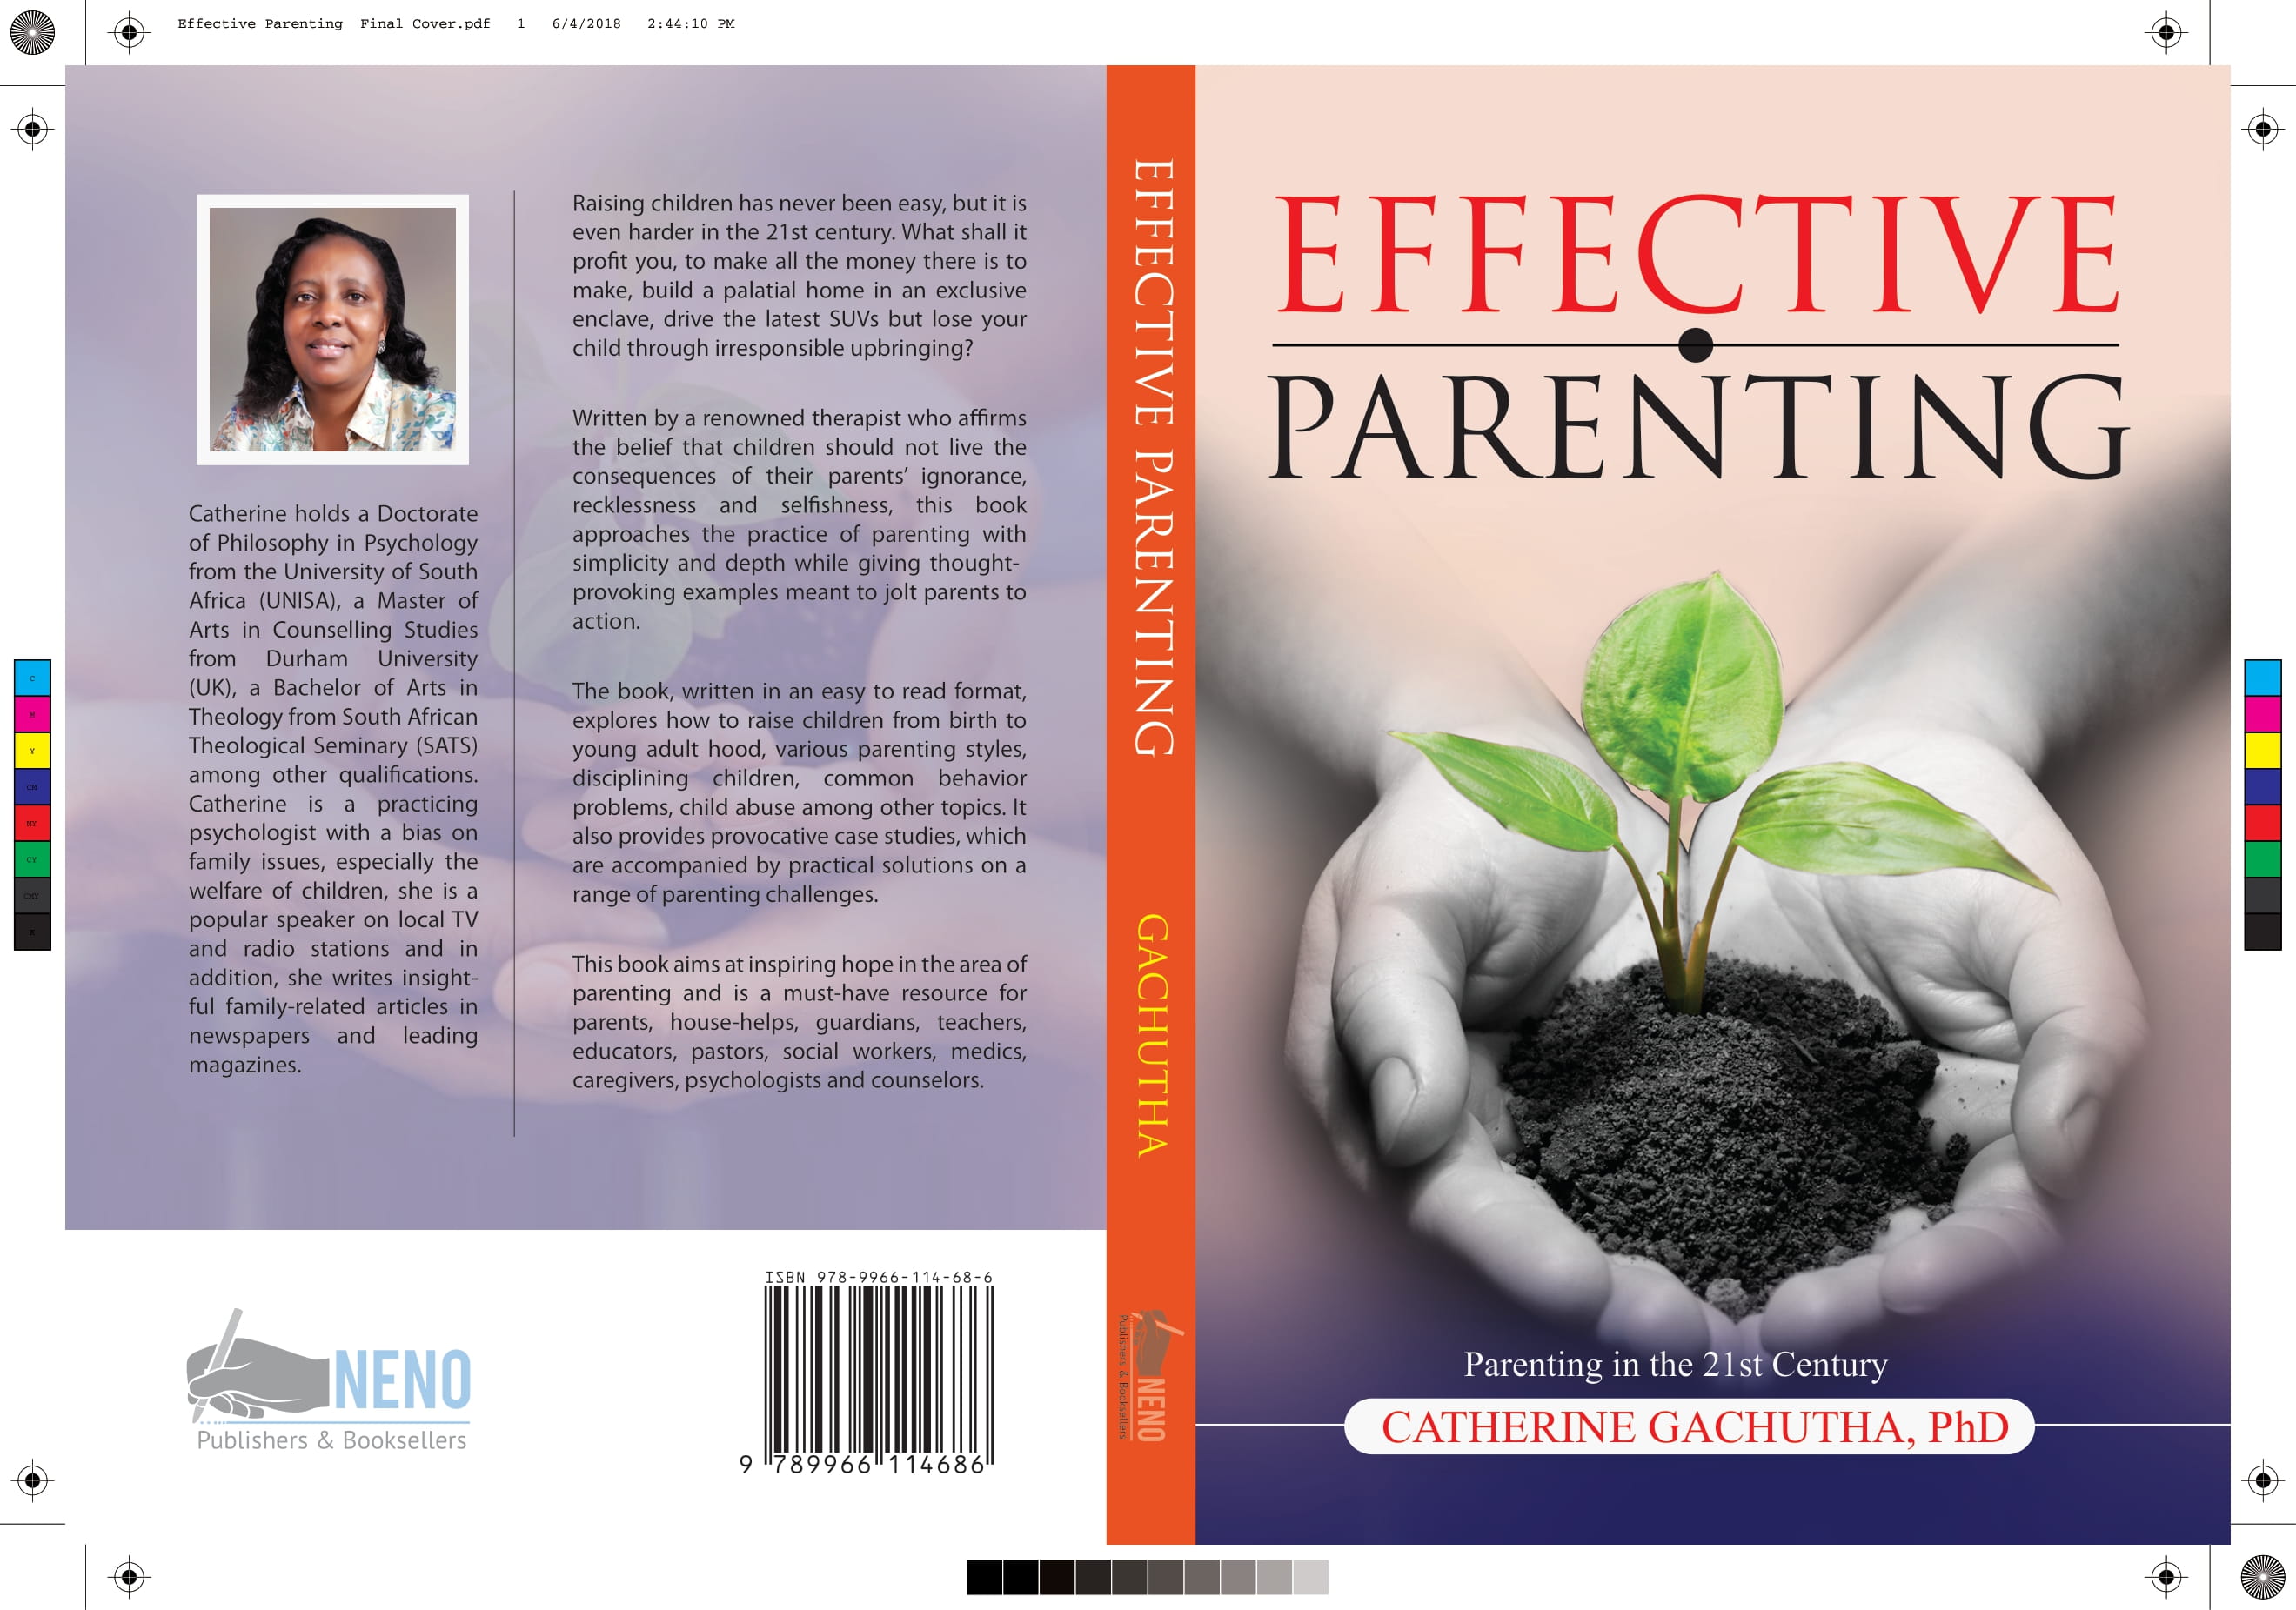 Effective Parenting  Final Cover.pdf   1   6/4/2018   2:44:10 PM
Catherine holds a Doctorate
of Philosophy in Psychology
from the University of South
Africa (UNISA), a Master of
Arts in Counselling Studies
from Durham University
(UK), a Bachelor of Arts in
Theology from South African
Theological Seminary (SATS)
among other qualifications.
Catherine is a practicing
psychologist with a bias on
family issues, especially the
welfare of children, she is a
popular speaker on local TV
and radio stations and in
addition, she writes insight-
ful family-related articles in
newspapers and leading
magazines.
Raising children has never been easy, but it is
even harder in the 21st century. What shall it
profit you, to make all the money there is to
make, build a palatial home in an exclusive
enclave, drive the latest SUVs but lose your
child through irresponsible upbringing?
Written by a renowned therapist who affirms
the belief that children should not live the
consequences of their parents’ ignorance,
recklessness and selfishness, this book
approaches the practice of parenting with
simplicity and depth while giving thought-
provoking examples meant to jolt parents to
action.
The book, written in an easy to read format,
explores how to raise children from birth to
young adult hood, various parenting styles,
disciplining children, common behavior
problems, child abuse among other topics. It
also provides provocative case studies, which
are accompanied by practical solutions on a
range of parenting challenges.
This book aims at inspiring hope in the area of
parenting and is a must-have resource for
parents, house-helps, guardians, teachers,
educators, pastors, social workers, medics,
caregivers, psychologists and counselors.
NENO
Publishers & Booksellers
ISBN 978-9966-114-68-6
9 789966 114686
EFFECTIVE PARENTING
GACHUTHA
NENO
Publishers & Booksellers
EFFECTIVE
PARENTING
Parenting in the 21st Century
CATHERINE GACHUTHA, PhD
C
M
Y
CM
MY
CY
CMY
K